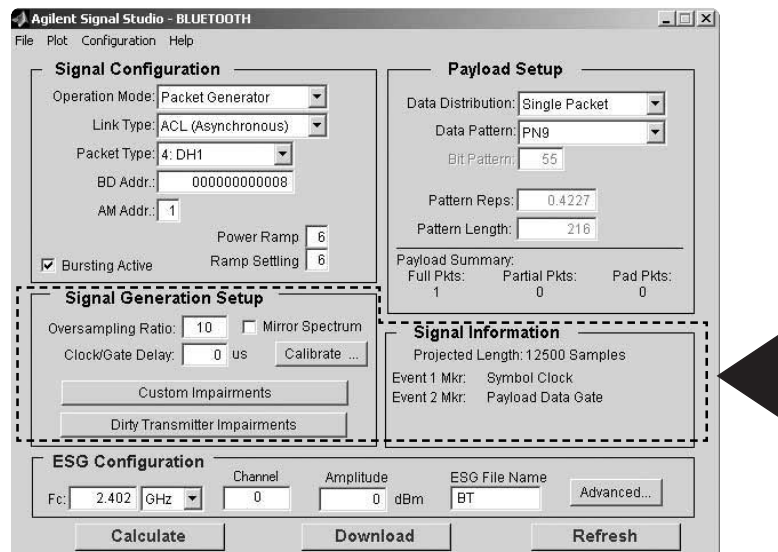 Agilent Signal Studio - BLUETOOTH
File Plot Configuration Help
Signal Configuration
Operation Mode: Packet Generator
Link Type: ACL (Asynchronous)
Packet Type: 4: DH1
BD Addr.: 000000000008
AM Addr.: 1
Power Ramp 6
Bursting Active Ramp Settling 6
Payload Setup
Data Distribution: Single Packet
Data Pattern: PN9
Bit Pattern: 55
Pattern Reps: 0.4227
Pattern Length: 216
Payload Summary:
Full Pkts: Partial Pkts: Pad Pkts:
1 0 0
Signal Generation Setup
Oversampling Ratio: 10 Mirror Spectrum
Clock/Gate Delay: 0 us Calibrate ...
Custom Impairments
Dirty Transmitter Impairments
Signal Information
Projected Length: 12500 Samples
Event 1 Mkr: Symbol Clock
Event 2 Mkr: Payload Data Gate
ESG Configuration
Channel Amplitude ESG File Name
Fc: 2.402 GHz 0 0 dBm BT Advanced...
Calculate Download Refresh